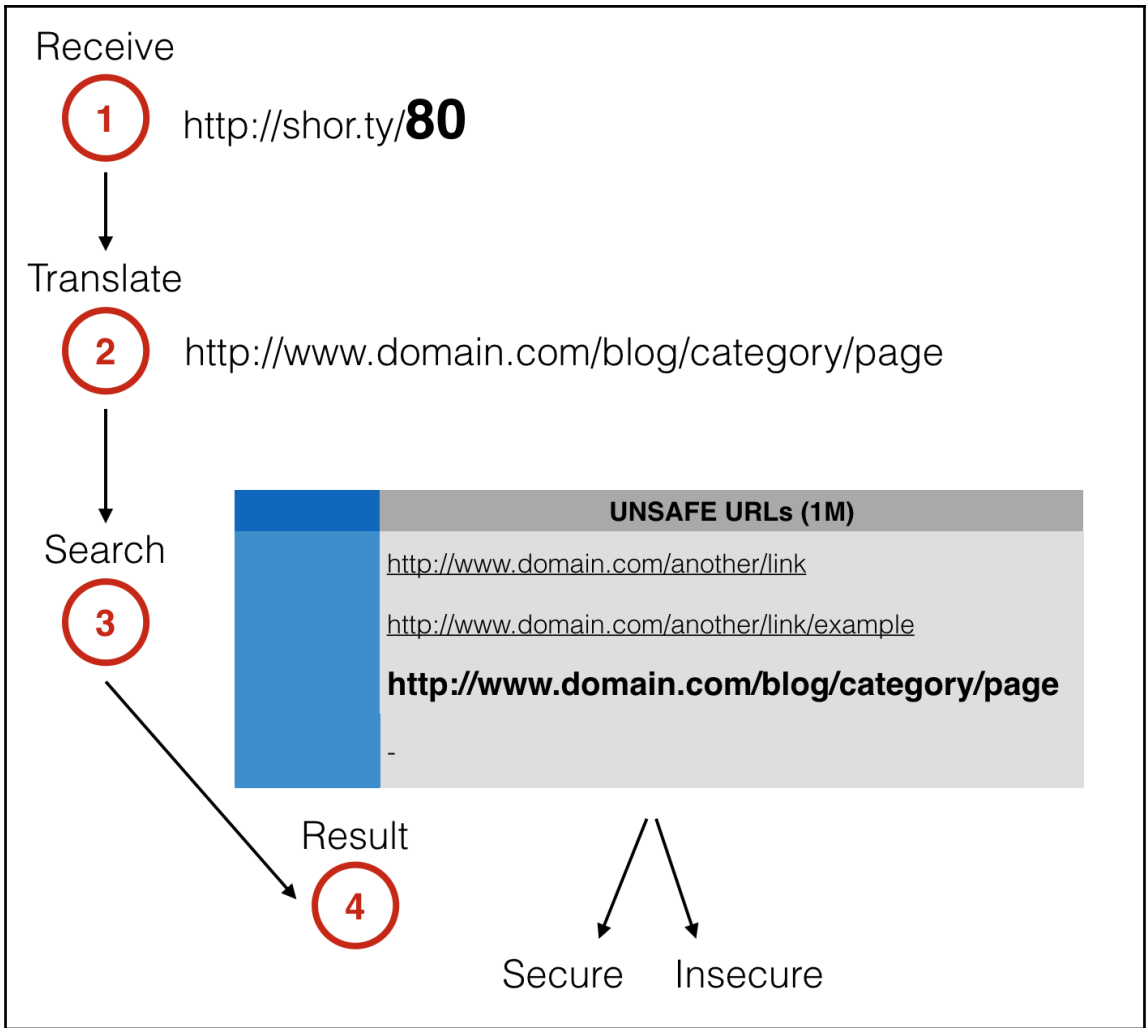 Receive
1
http://shor.ty/80
Translate
2
http://www.domain.com/blog/category/page
UNSAFE URLs (1M)
Search
http://www.domain.com/another/link
3
http://www.domain.com/another/link/example
http://www.domain.com/blog/category/page
-
Result
4
Secure
Insecure